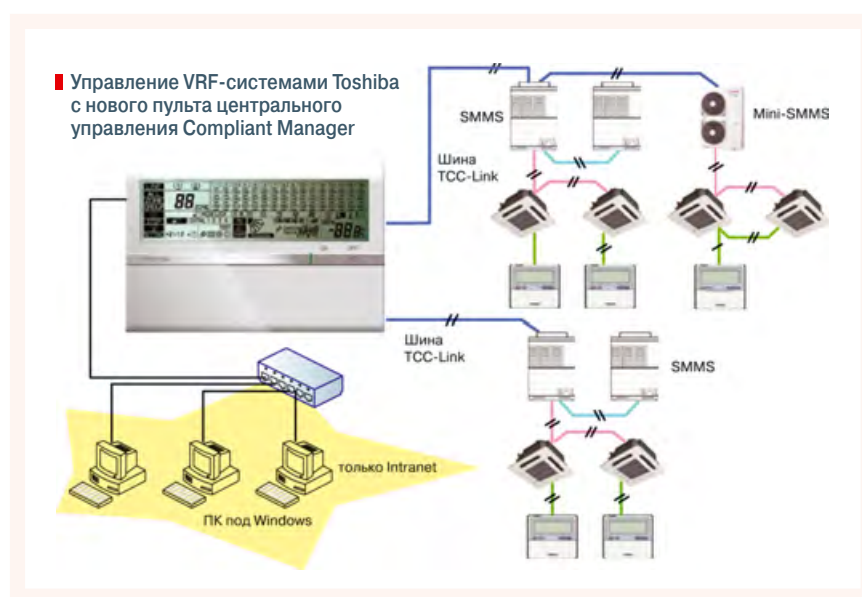 Управление VRF-системами Toshiba
с нового пульта центрального
управления Compliant Manager
SMMS
Mini-SMMS
Шина
TCC-Link
88
Шина
TCC-Link
SMMS
только Intranet
ПК под Windows